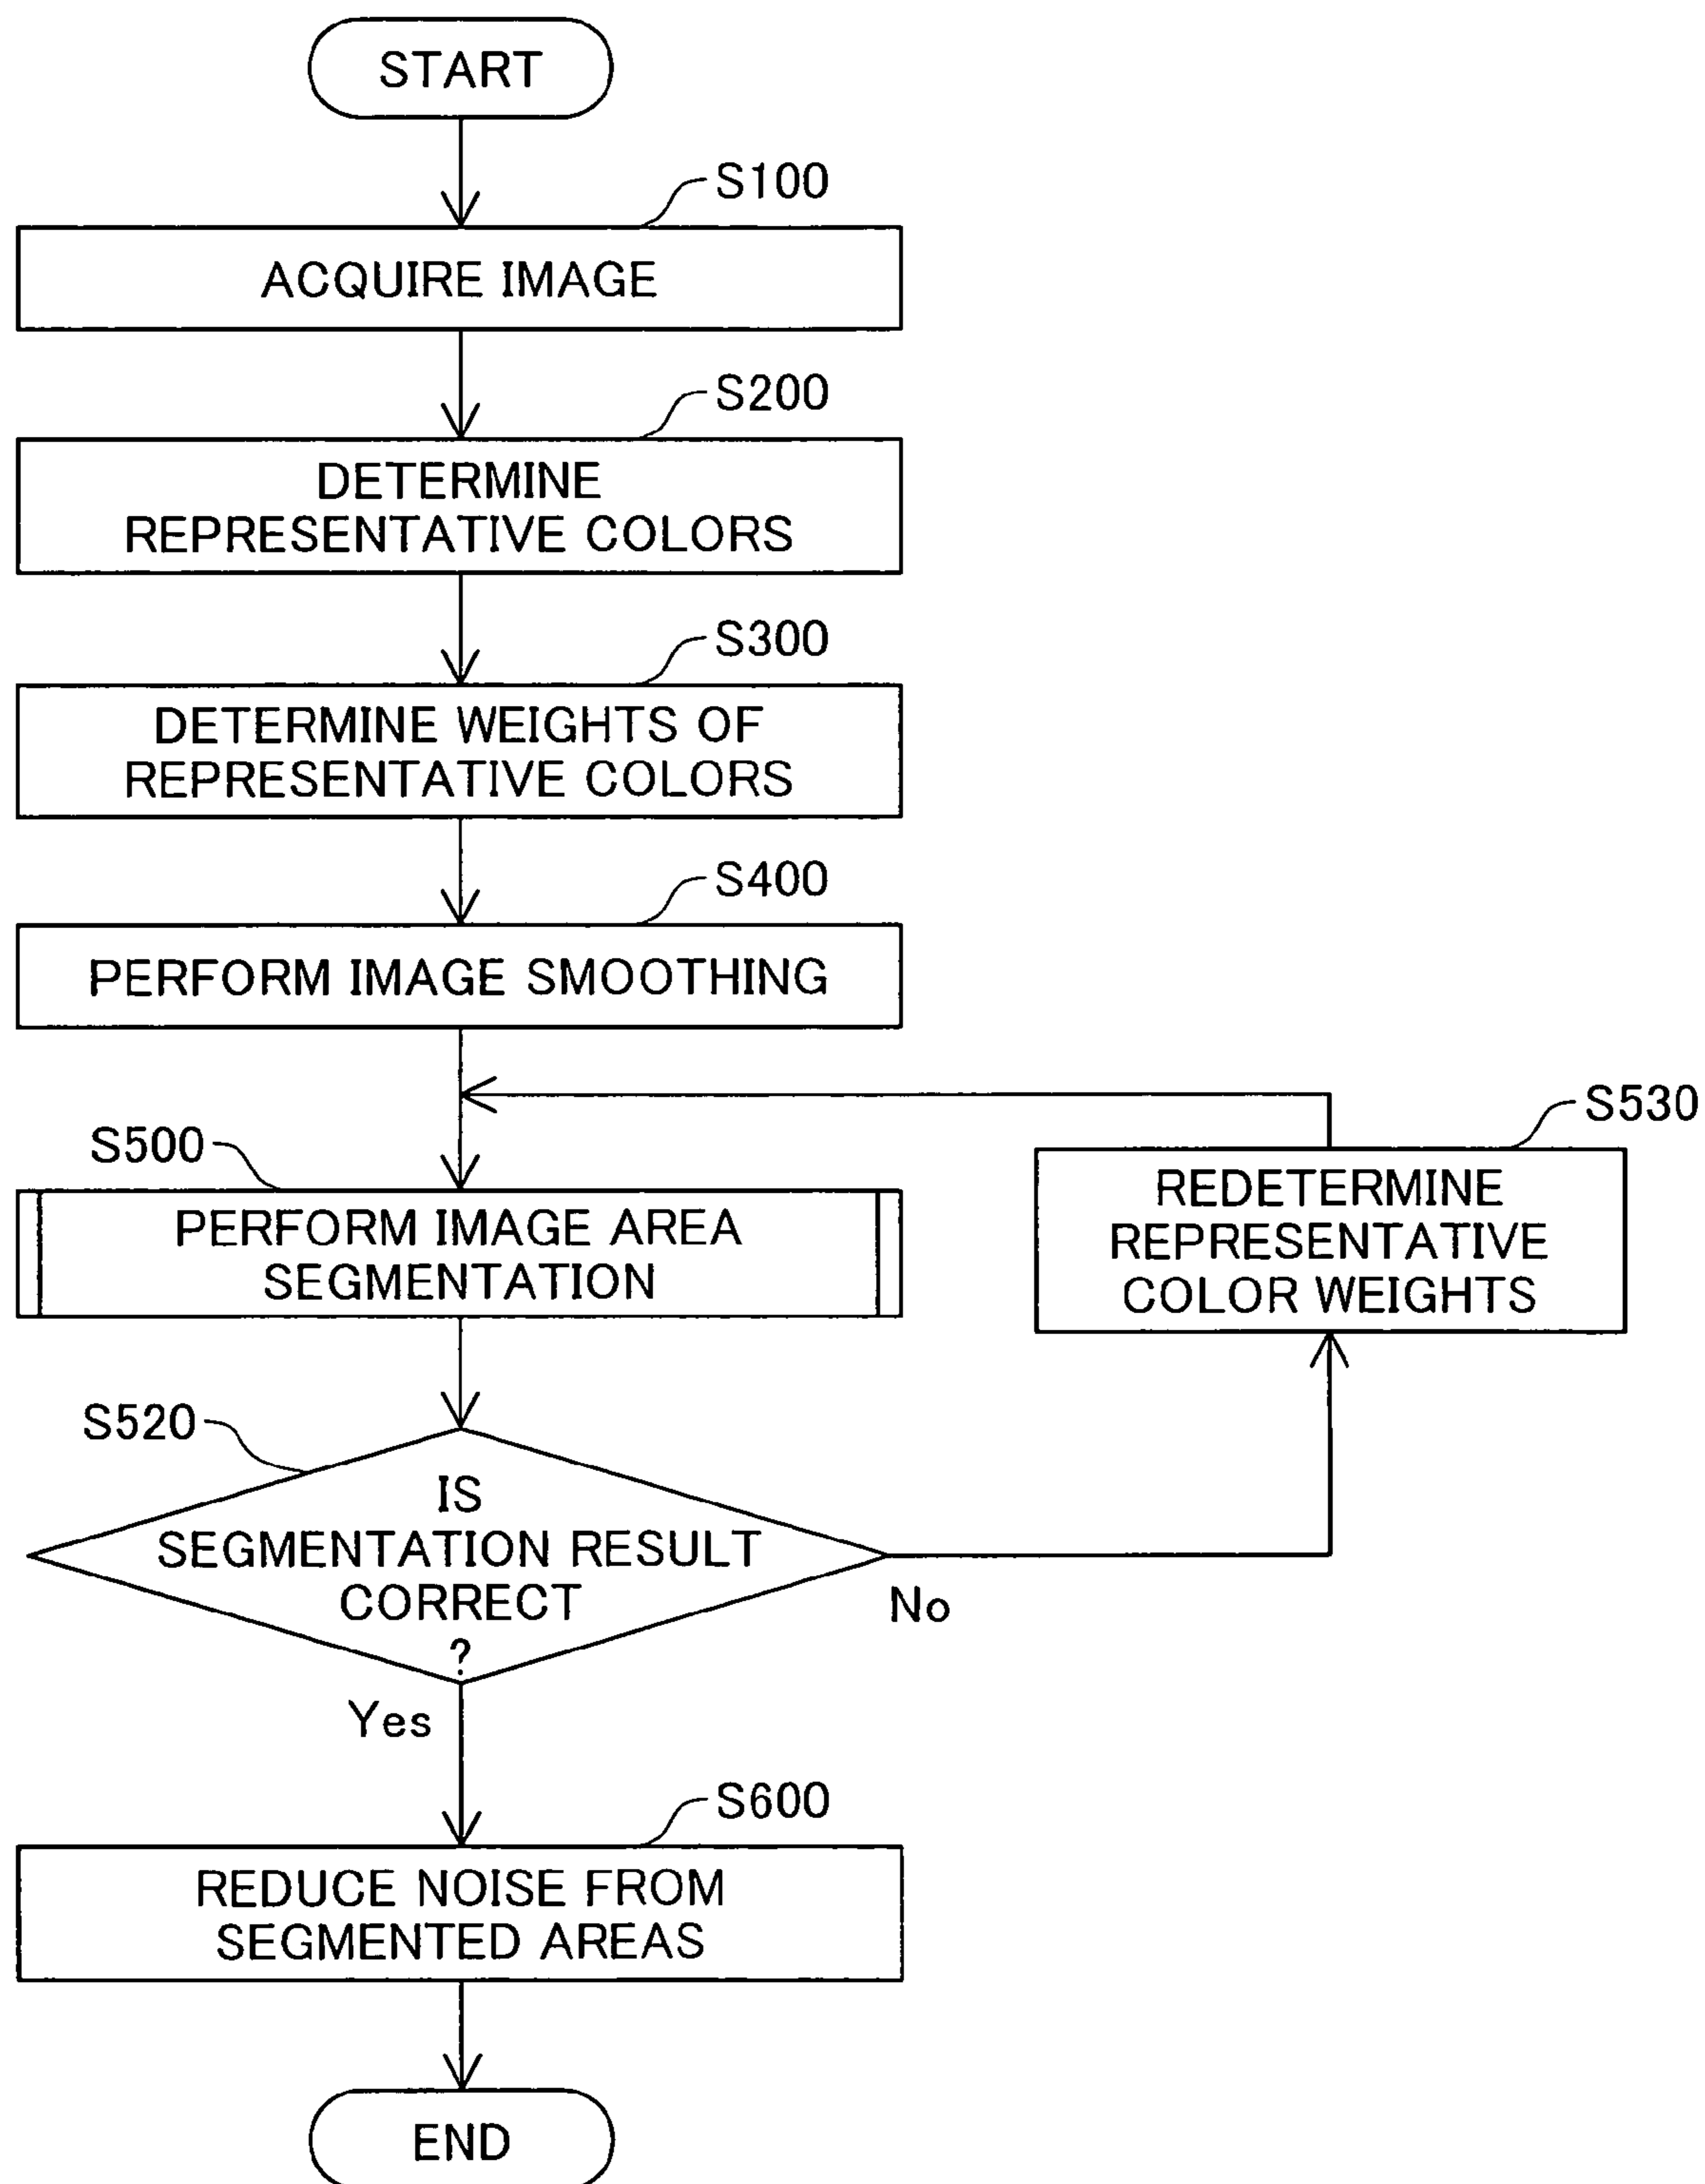 START
S100
ACQUIRE IMAGE
S200
DETERMINE
REPRESENTATIVE COLORS
S300
DETERMINE WEIGHTS OF
REPRESENTATIVE COLORS
S400
PERFORM IMAGE SMOOTHING
S530
REDETERMINE
REPRESENTATIVE
COLOR WEIGHTS
S500
PERFORM IMAGE AREA
SEGMENTATION
S520
IS
SEGMENTATION RESULT
CORRECT
?
No
Yes
S600
REDUCE NOISE FROM
SEGMENTED AREAS
END